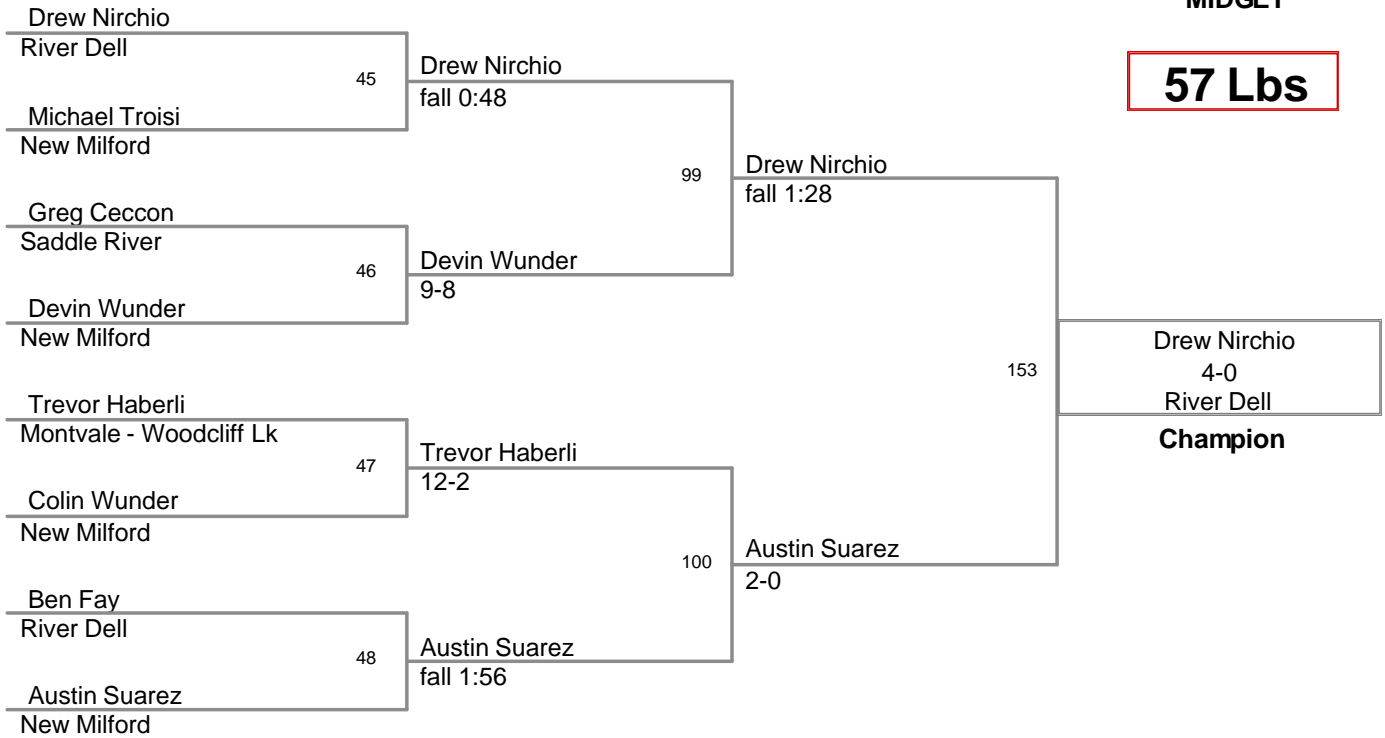 MIDGET
57 Lbs
Drew Nirchio
River Dell
45
Michael Troisi
New Milford
Drew Nirchio
fall 0:48
Greg Ceccon
Saddle River
46
Devin Wunder
New Milford
Devin Wunder
9-8
99
Drew Nirchio
fall 1:28
Trevor Haberli
Montvale - Woodcliff Lk
47
Colin Wunder
New Milford
Trevor Haberli
12-2
Ben Fay
River Dell
48
Austin Suarez
New Milford
Austin Suarez
fall 1:56
100
Austin Suarez
2-0
153
Drew Nirchio
4-0
River Dell
Champion